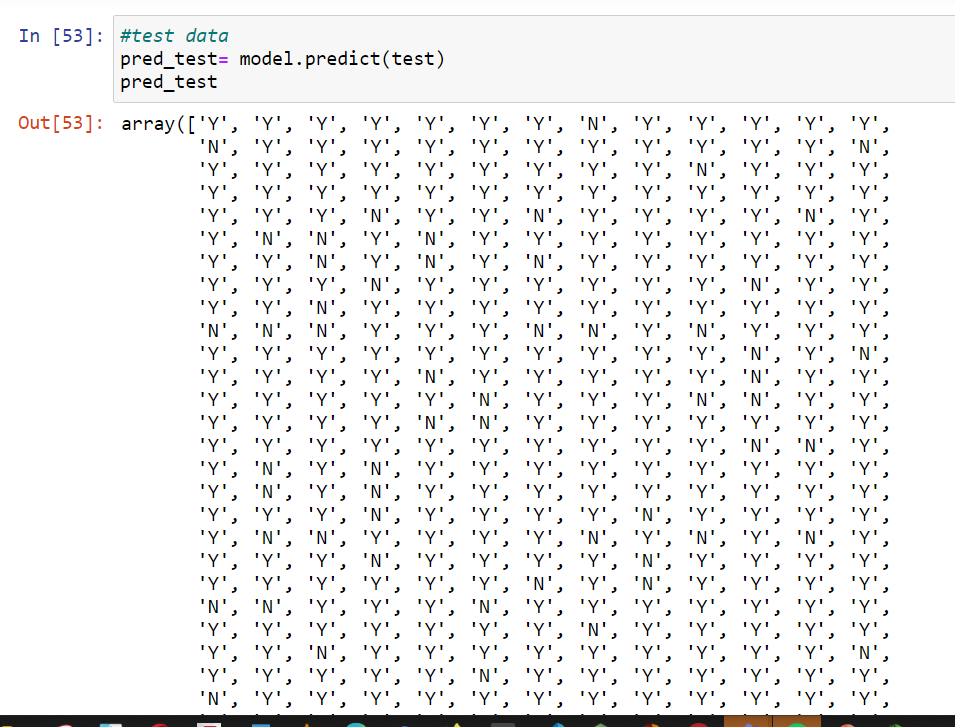 In [53]: #test data
pred_test= model.predict(test)
pred_test
Out[53]: array(['Y', 'Y', 'Y', 'Y', 'Y', 'Y', 'Y', 'N', 'Y', 'Y', 'Y', 'Y', 'Y',
'N', 'Y', 'Y', 'Y', 'Y', 'Y', 'Y', 'Y', 'Y', 'Y', 'Y', 'Y', 'N',
'Y', 'Y', 'Y', 'Y', 'Y', 'Y', 'Y', 'Y', 'Y', 'N', 'Y', 'Y', 'Y',
'Y', 'Y', 'Y', 'Y', 'Y', 'Y', 'Y', 'Y', 'Y', 'Y', 'Y', 'Y', 'Y',
'Y', 'Y', 'Y', 'N', 'Y', 'Y', 'N', 'Y', 'Y', 'Y', 'Y', 'N', 'Y',
'Y', 'N', 'N', 'Y', 'N', 'Y', 'Y', 'Y', 'Y', 'Y', 'Y', 'Y', 'Y',
'Y', 'Y', 'N', 'Y', 'N', 'Y', 'N', 'Y', 'Y', 'Y', 'Y', 'Y', 'Y',
'Y', 'Y', 'Y', 'N', 'Y', 'Y', 'Y', 'Y', 'Y', 'Y', 'N', 'Y', 'Y',
'Y', 'Y', 'N', 'Y', 'Y', 'Y', 'Y', 'Y', 'Y', 'Y', 'Y', 'Y', 'Y',
'N', 'N', 'N', 'Y', 'Y', 'Y', 'N', 'N', 'Y', 'N', 'Y', 'Y', 'Y',
'Y', 'Y', 'Y', 'Y', 'Y', 'Y', 'Y', 'Y', 'Y', 'Y', 'N', 'Y', 'N',
'Y', 'Y', 'Y', 'Y', 'N', 'Y', 'Y', 'Y', 'Y', 'Y', 'N', 'Y', 'Y',
'Y', 'Y', 'Y', 'Y', 'Y', 'N', 'Y', 'Y', 'Y', 'N', 'N', 'Y', 'Y',
'Y', 'Y', 'Y', 'Y', 'N', 'N', 'Y', 'Y', 'Y', 'Y', 'Y', 'Y', 'Y',
'Y', 'Y', 'Y', 'Y', 'Y', 'Y', 'Y', 'Y', 'Y', 'Y', 'N', 'N', 'Y',
'Y', 'N', 'Y', 'N', 'Y', 'Y', 'Y', 'Y', 'Y', 'Y', 'Y', 'Y', 'Y',
'Y', 'N', 'Y', 'N', 'Y', 'Y', 'Y', 'Y', 'Y', 'Y', 'Y', 'Y', 'Y',
'Y', 'Y', 'Y', 'N', 'Y', 'Y', 'Y', 'Y', 'N', 'Y', 'Y', 'Y', 'Y',
'Y', 'N', 'N', 'Y', 'Y', 'Y', 'Y', 'N', 'Y', 'N', 'Y', 'N', 'Y',
'Y', 'Y', 'Y', 'N', 'Y', 'Y', 'Y', 'Y', 'N', 'Y', 'Y', 'Y', 'Y',
'Y', 'Y', 'Y', 'Y', 'Y', 'Y', 'N', 'Y', 'N', 'Y', 'Y', 'Y', 'Y',
'N', 'N', 'Y', 'Y', 'Y', 'N', 'Y', 'Y', 'Y', 'Y', 'Y', 'Y', 'Y',
'Y', 'Y', 'Y', 'Y', 'Y', 'Y', 'Y', 'N', 'Y', 'Y', 'Y', 'Y', 'Y',
'Y', 'Y', 'N', 'Y', 'Y', 'Y', 'Y', 'Y', 'Y', 'Y', 'Y', 'Y', 'N',
'Y', 'Y', 'Y', 'Y', 'Y', 'N', 'Y', 'Y', 'Y', 'Y', 'Y', 'Y', 'Y',
'N', 'Y', 'Y', 'Y', 'Y', 'Y', 'Y', 'Y', 'Y', 'Y', 'Y', 'Y', 'Y',